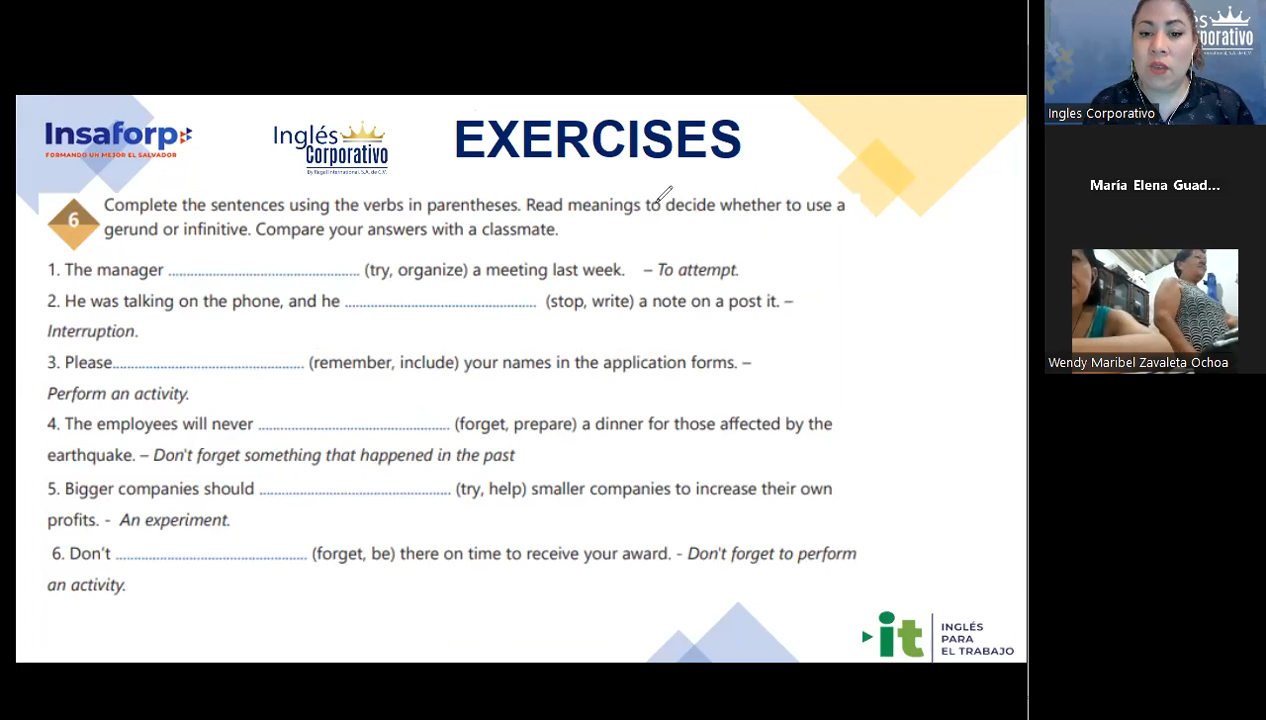 Insaforp
FORMANDO UN MEJOR EL SALVADOR
Inglés
Corporativo
By Bagal International, S.A. de C.V.
EXERCISES
6
Complete the sentences using the verbs in parentheses. Read meanings to decide whether to use a
gerund or infinitive. Compare your answers with a classmate.
1. The manager ........................................................ (try, organize) a meeting last week. – To attempt.
2. He was talking on the phone, and he ........................................................ (stop, write) a note on a post it. –
Interruption.
3. Please........................................................ (remember, include) your names in the application forms. –
Perform an activity.
4. The employees will never ........................................................ (forget, prepare) a dinner for those affected by the
earthquake. – Don't forget something that happened in the past
5. Bigger companies should ........................................................ (try, help) smaller companies to increase their own
profits. - An experiment.
6. Don’t ........................................................ (forget, be) there on time to receive your award. - Don't forget to perform
an activity.
it
INGLÉS
PARA
EL TRABAJO
Ingles Corporativo
María Elena Guad...
Wendy Maribel Zavaleta Ochoa